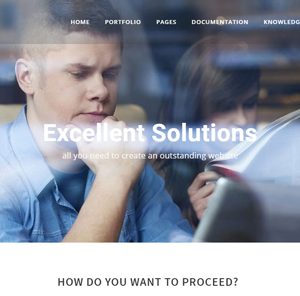 HOME PORTFOLIO PAGES DOCUMENTATION KNOWLEDG
Excellent Solutions
all you need to create an outstanding website
HOW DO YOU WANT TO PROCEED?